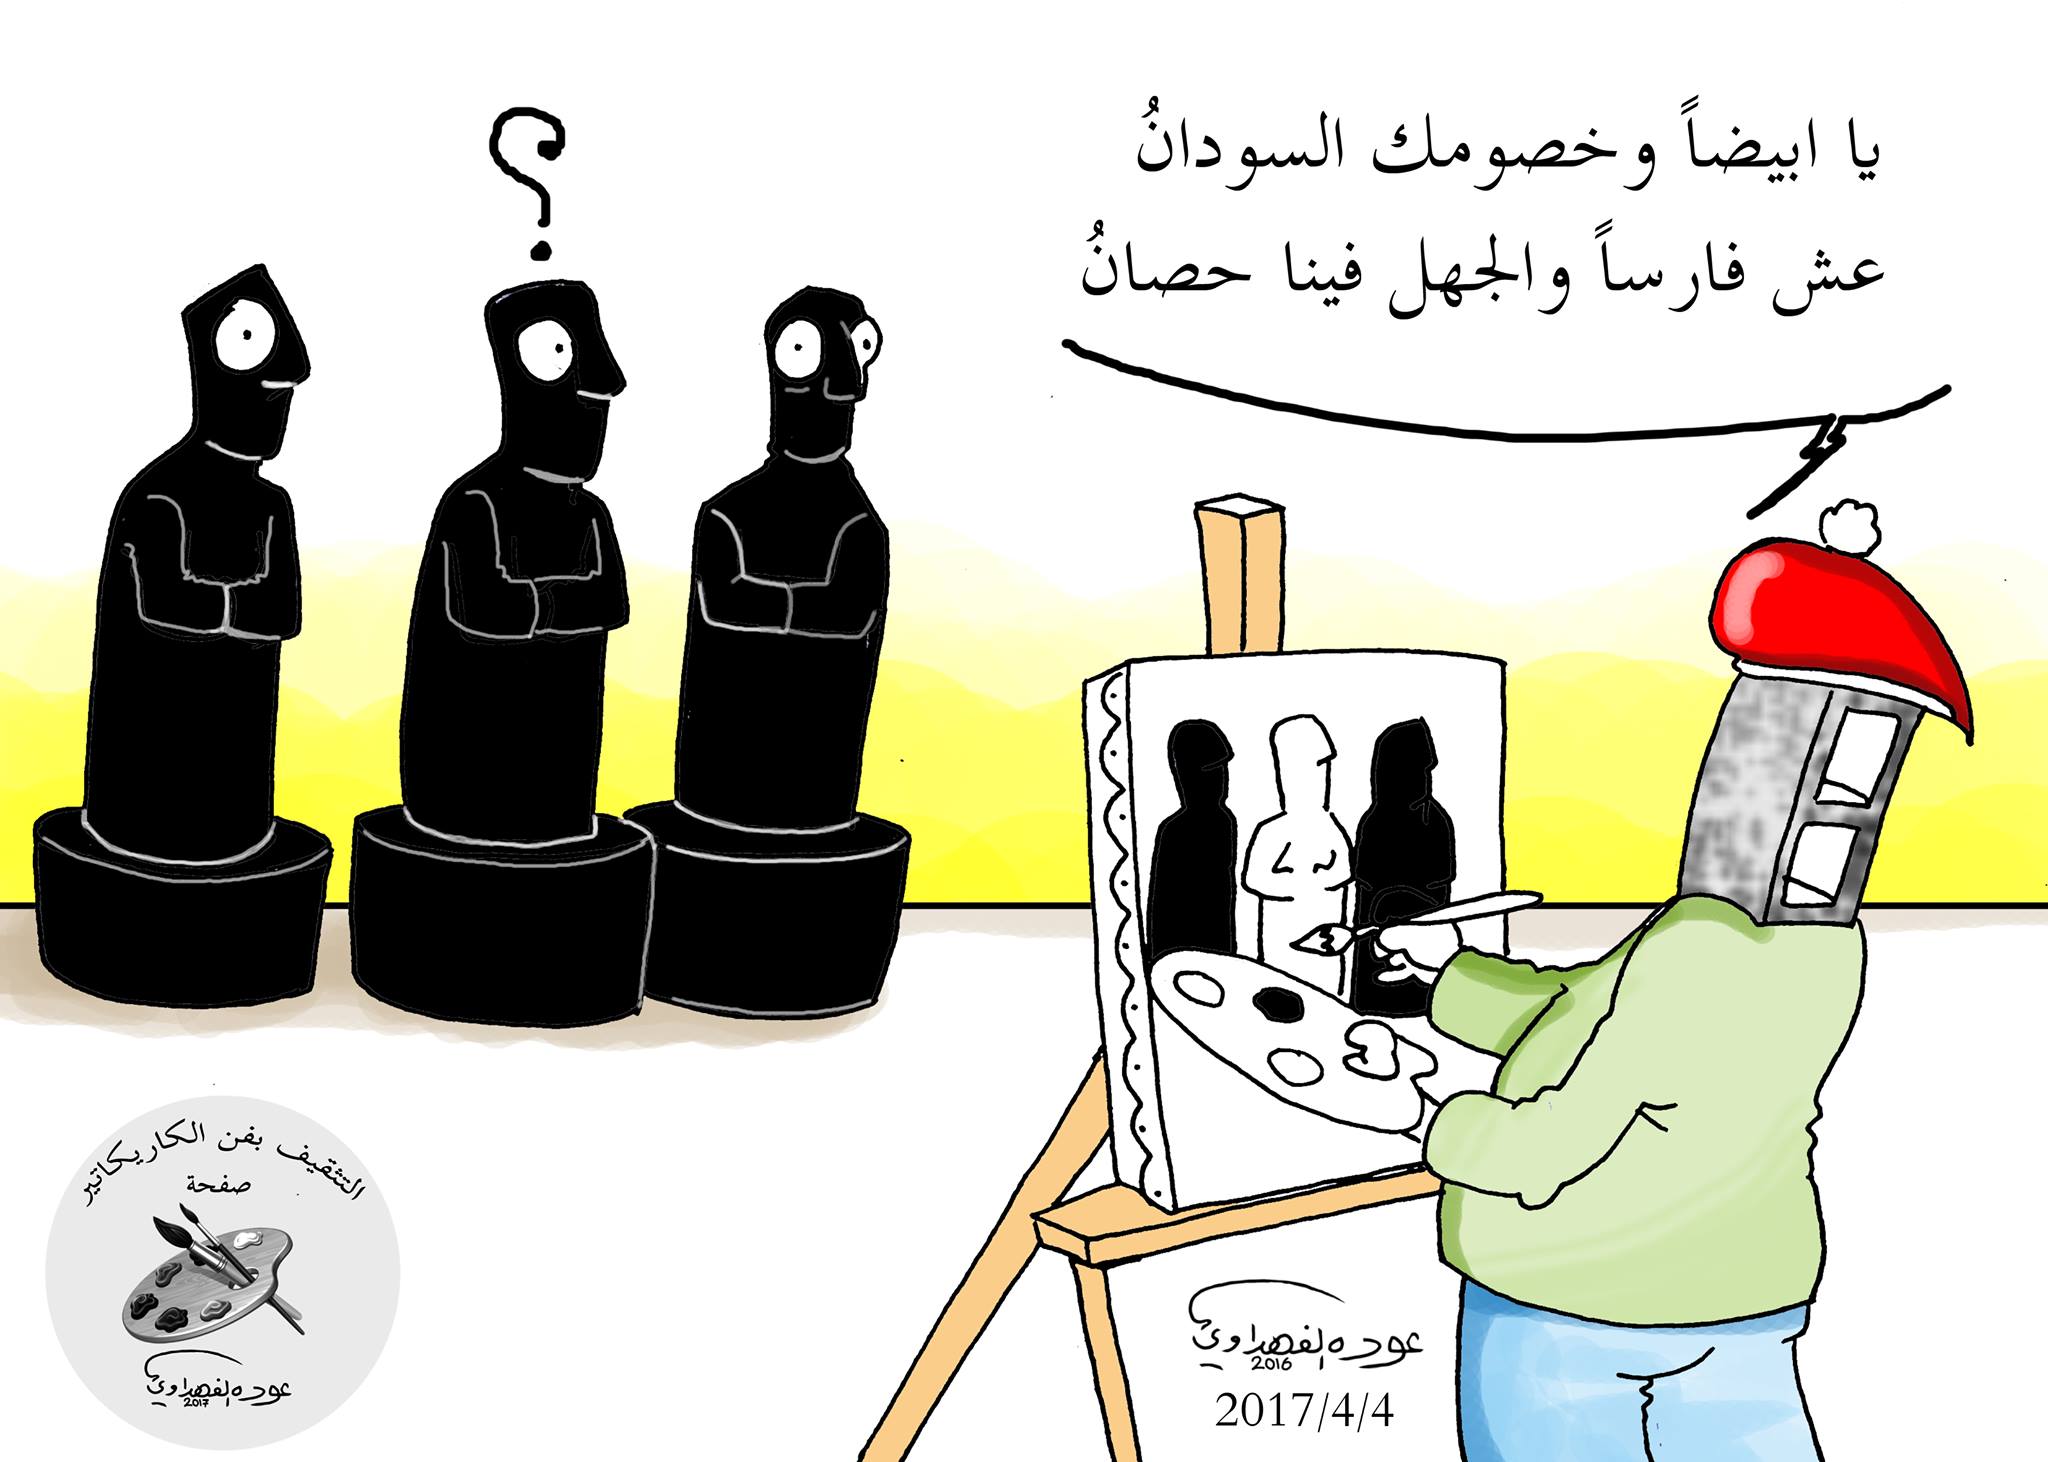 يا ابيضاً وخصومك السودانُ
عش فارساً والجهل فينا حصانُ
؟
التثقيف بفن الكاريكاتير
صفحة
عوده الفهداوي
2017
عوده الفهداوي
2016
2017/4/4